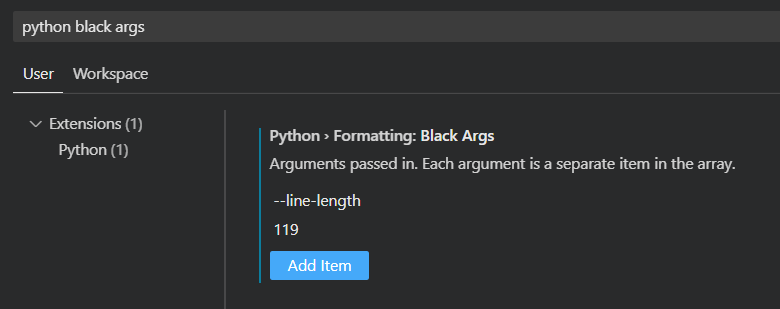 python black args
User Workspace
Extensions (1)
Python (1)
Python › Formatting: Black Args
Arguments passed in. Each argument is a separate item in the array.
--line-length
119
Add Item